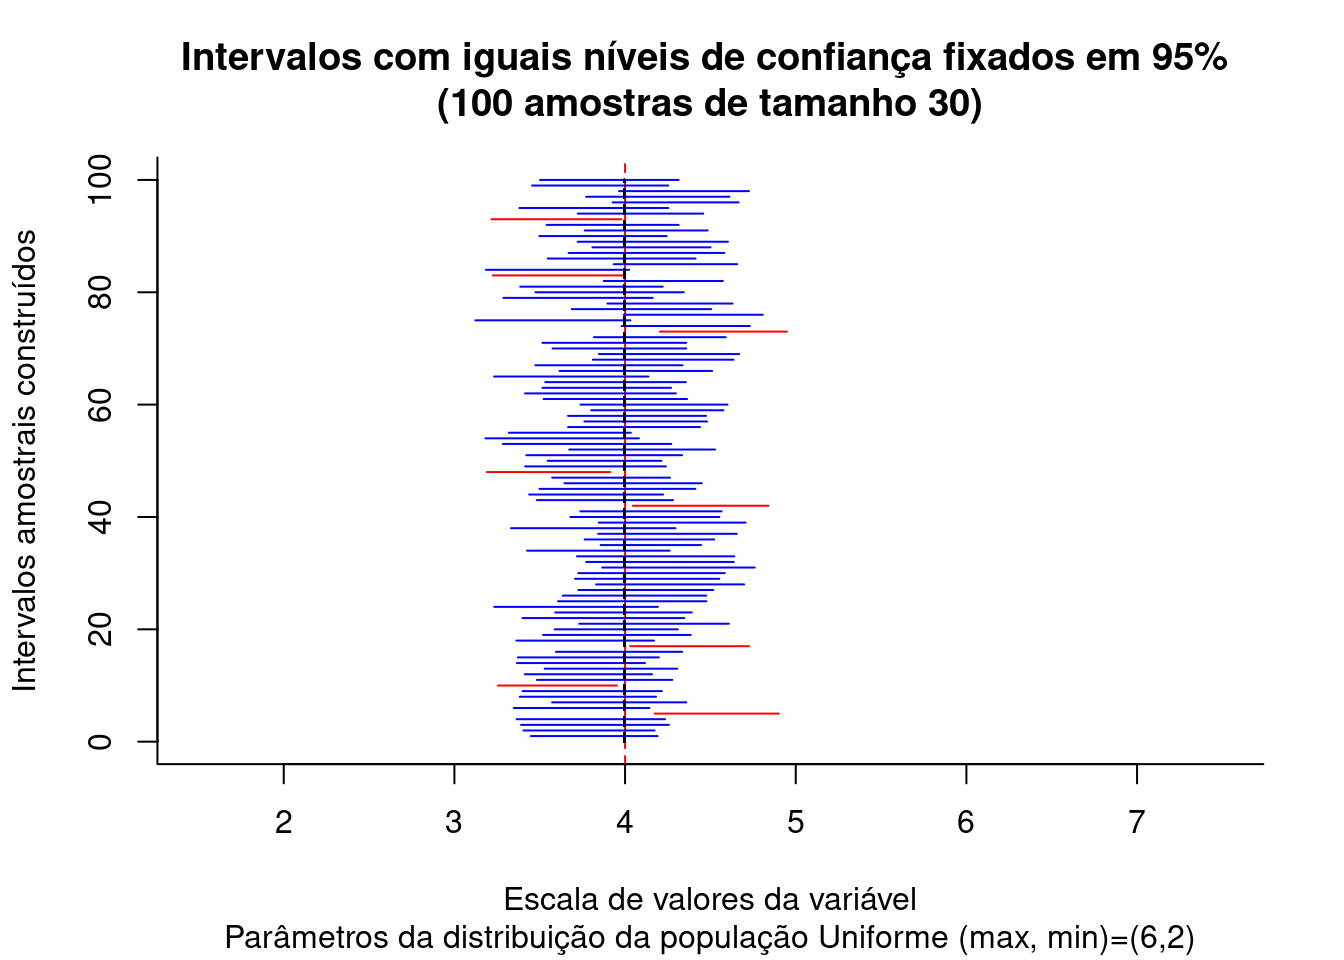 Intervalos com iguais níveis de confiança fixados em 95%
(100 amostras de tamanho 30)
Intervalos amostrais construídos
100
80
60
40
20
0
2 3 4 5 6 7
Escala de valores da variável
Parâmetros da distribuição da população Uniforme (max, min)=(6,2)